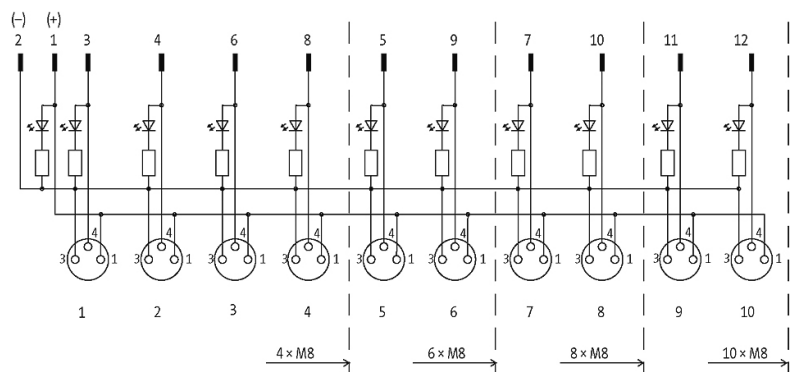 (–) (+)
2 1 3 4 6 8 5 9 7 10 11 12
4 4 4 4 4 4 4 4 4 4
3 1 3 1 3 1 3 1 3 1 3 1 3 1 3 1 3 1 3 1
1 2 3 4 5 6 7 8 9 10
4 × M8 6 × M8 8 × M8 10 × M8